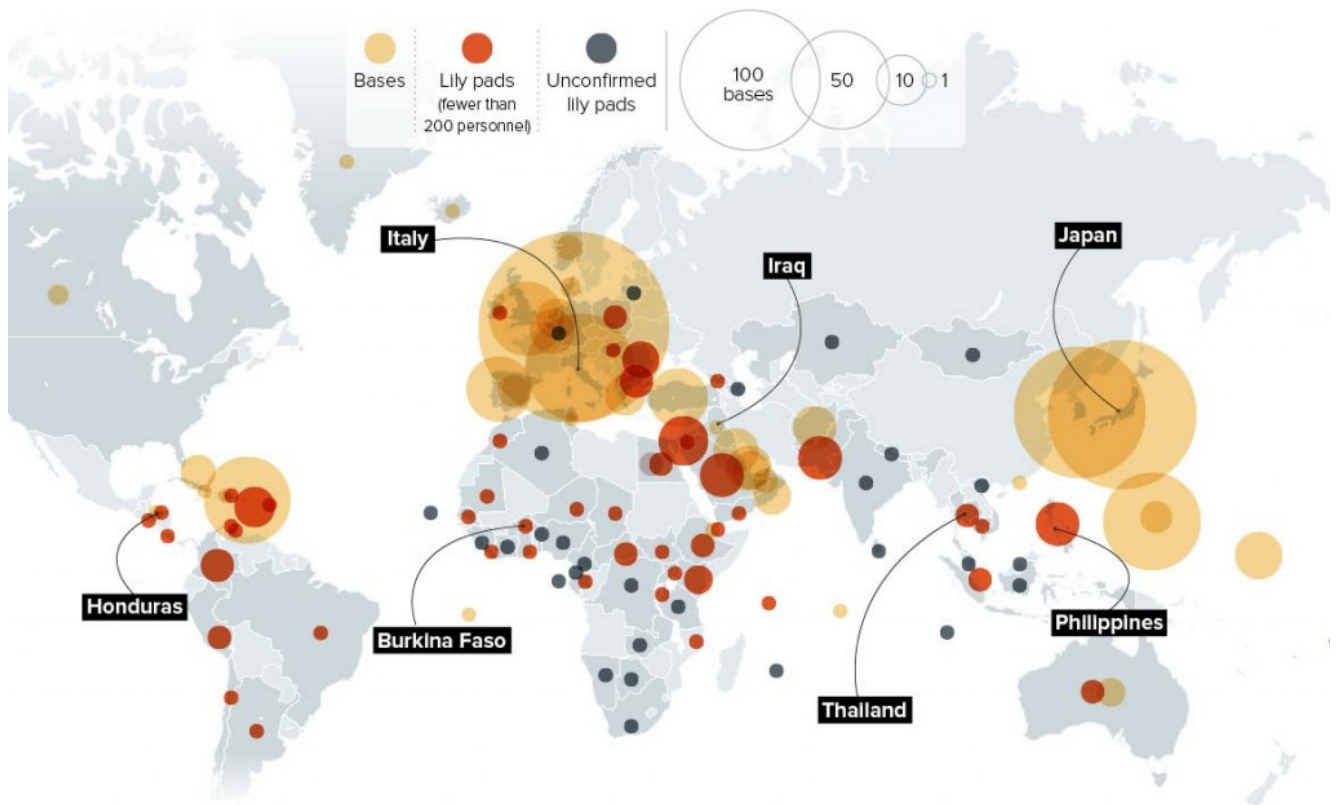 Bases
Lily pads
(fewer than
200 personnel)
Unconfirmed
lily pads
100
bases
50
10
1
Italy
Iraq
Japan
Honduras
Burkina Faso
Thailand
Philippines